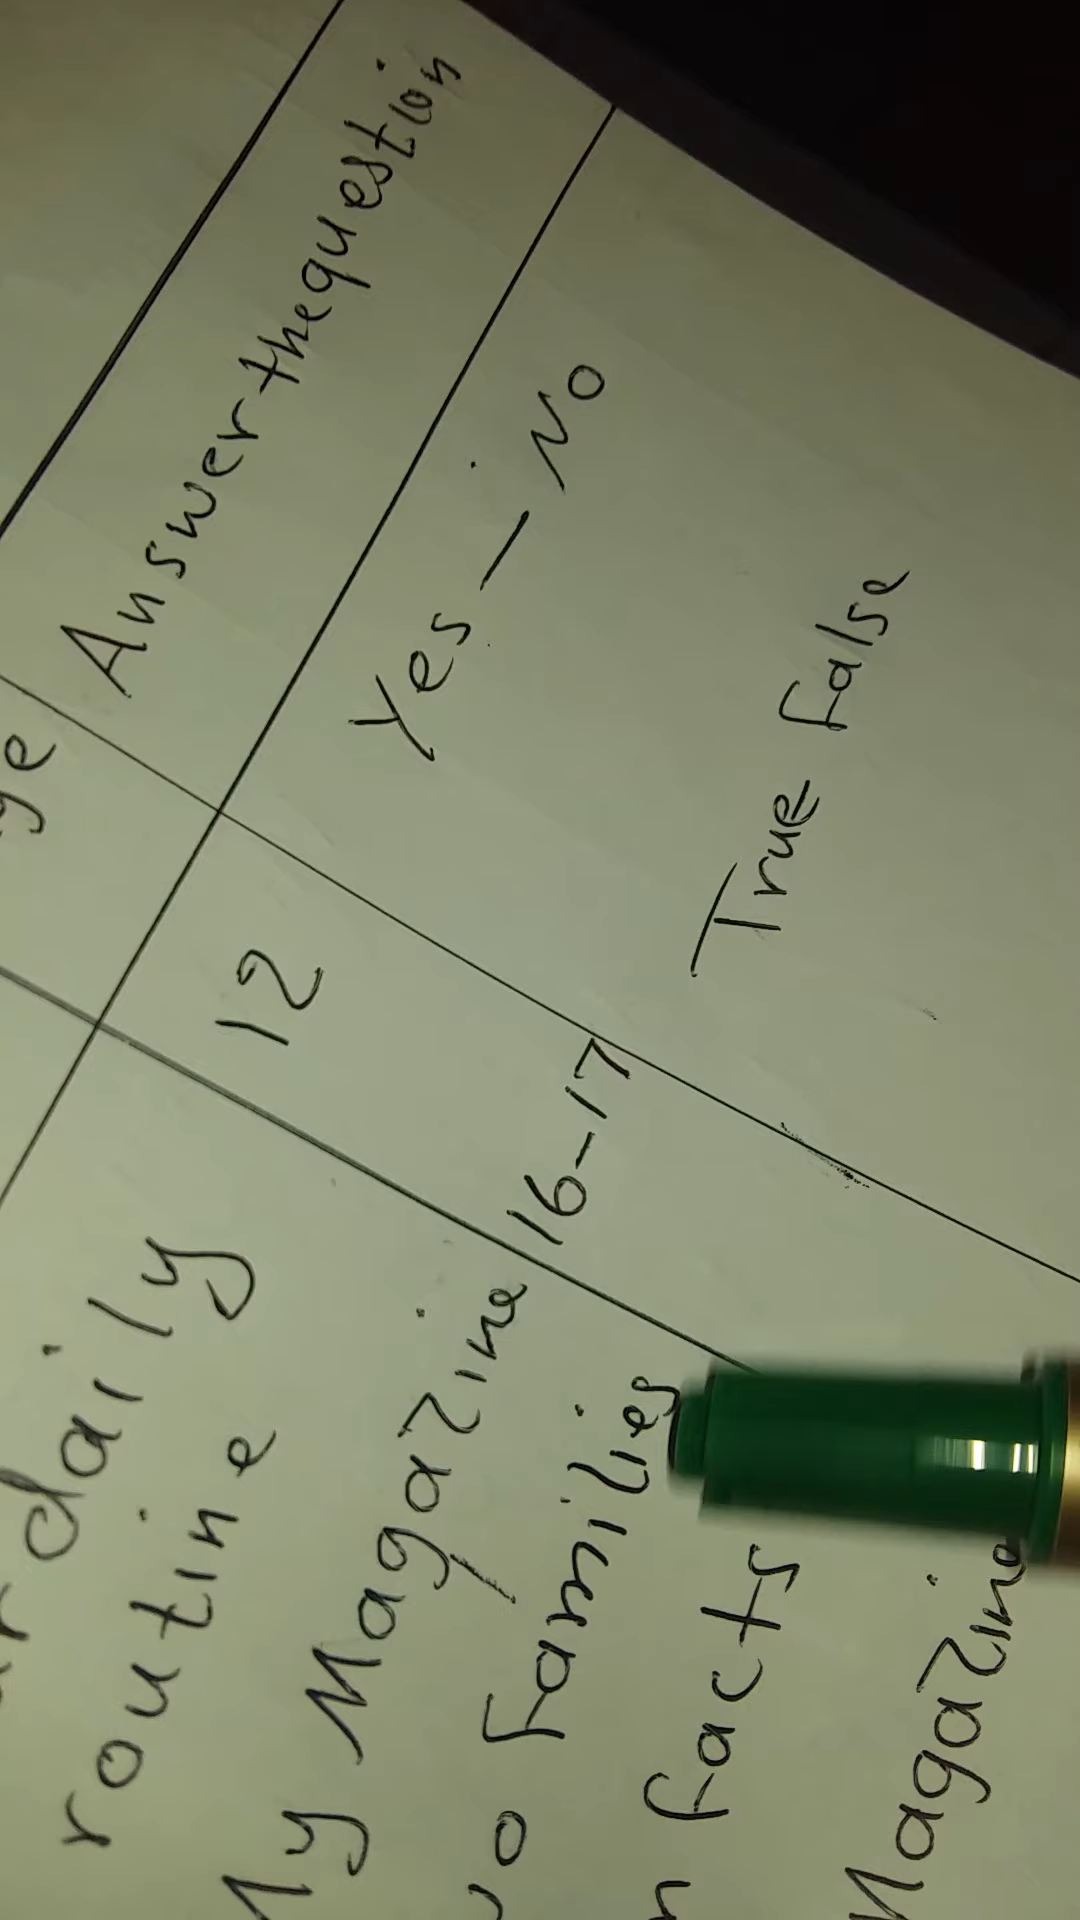 Answer the question
12 Yes - No
daily
routine
My Magazine 16-17
families
True false
facts
Magazine